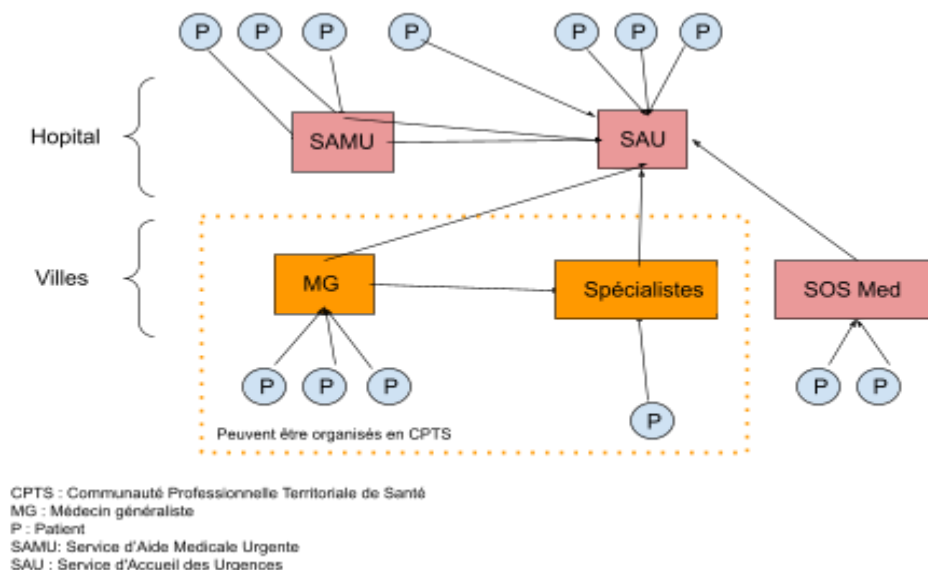 P P P P P P P
Hopital
SAMU SAU
Villes
MG Spécialistes SOS Med
P P P P P
P
Peuvent être organisés en CPTS
CPTS : Communauté Professionnelle Territoriale de Santé
MG : Médecin généraliste
P : Patient
SAMU: Service d'Aide Medicale Urgente
SAU : Service d'Accueil des Urgences